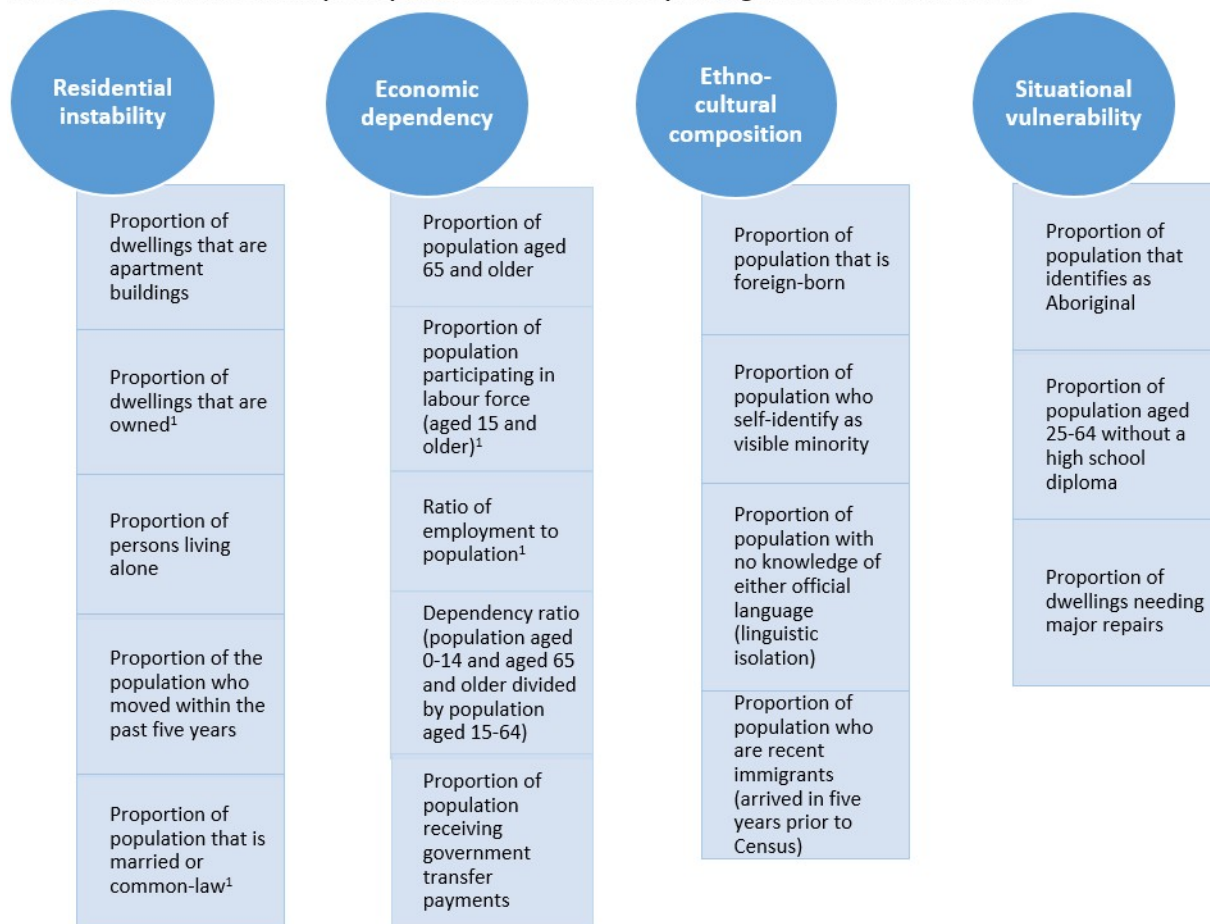 Residential
instability
Proportion of
dwellings that are
apartment
buildings
Proportion of
dwellings that are
owned¹
Proportion of
persons living
alone
Proportion of the
population who
moved within the
past five years
Proportion of
population that is
married or
common-law¹
Economic
dependency
Proportion of
population aged
65 and older
Proportion of
population
participating in
labour force
(aged 15 and
older)¹
Ratio of
employment to
population¹
Dependency ratio
(population aged
0-14 and aged 65
and older divided
by population
aged 15-64)
Proportion of
population
receiving
government
transfer
payments
Ethno-
cultural
composition
Proportion of
population that is
foreign-born
Proportion of
population who
self-identify as
visible minority
Proportion of
population with
no knowledge of
either official
language
(linguistic
isolation)
Proportion of
population who
are recent
immigrants
(arrived in five
years prior to
Census)
Situational
vulnerability
Proportion of
population that
identifies as
Aboriginal
Proportion of
population aged
25-64 without a
high school
diploma
Proportion of
dwellings needing
major repairs